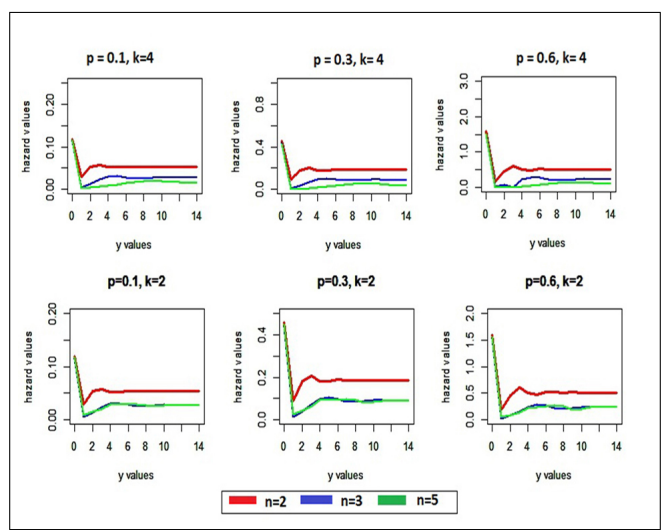 p = 0.1, k=4
p = 0.3, k= 4
p = 0.6, k= 4
hazard values
0.00 0.10 0.20
0 2 4 6 8 10 14
y values
hazard values
0.0 0.4 0.8
0 2 4 6 8 10 14
y values
hazard values
0.0 1.0 2.0 3.0
0 2 4 6 8 10 14
y values
p=0.1, k=2
p=0.3, k=2
p=0.6, k=2
hazard values
0.00 0.10 0.20
0 2 4 6 8 10 14
y values
hazard values
0.0 0.2 0.4
0 2 4 6 8 10 14
y values
hazard values
0.0 0.5 1.0 1.5 2.0
0 2 4 6 8 10 14
y values
n=2 n=3 n=5